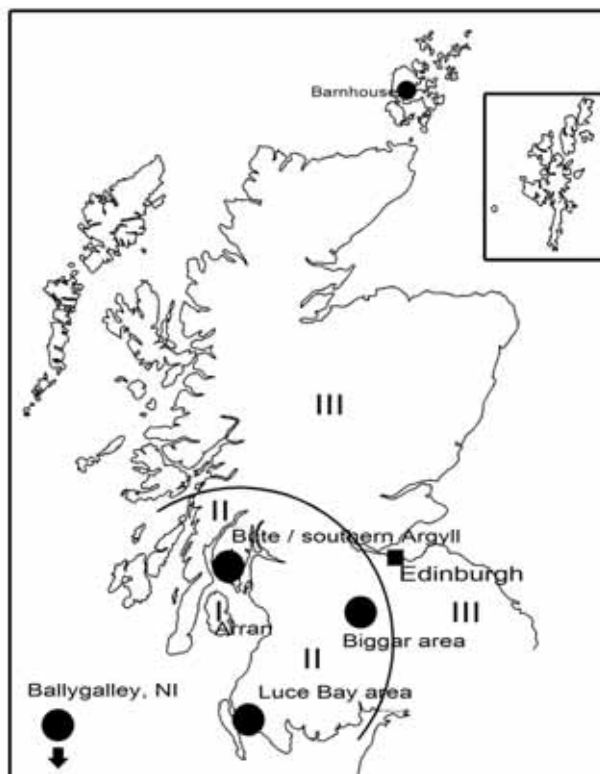 Barnhouse
III
II
Bute / southern Argyll
Edinburgh
I
III
Arran
Biggar area
II
Ballygalley, NI
Luce Bay area